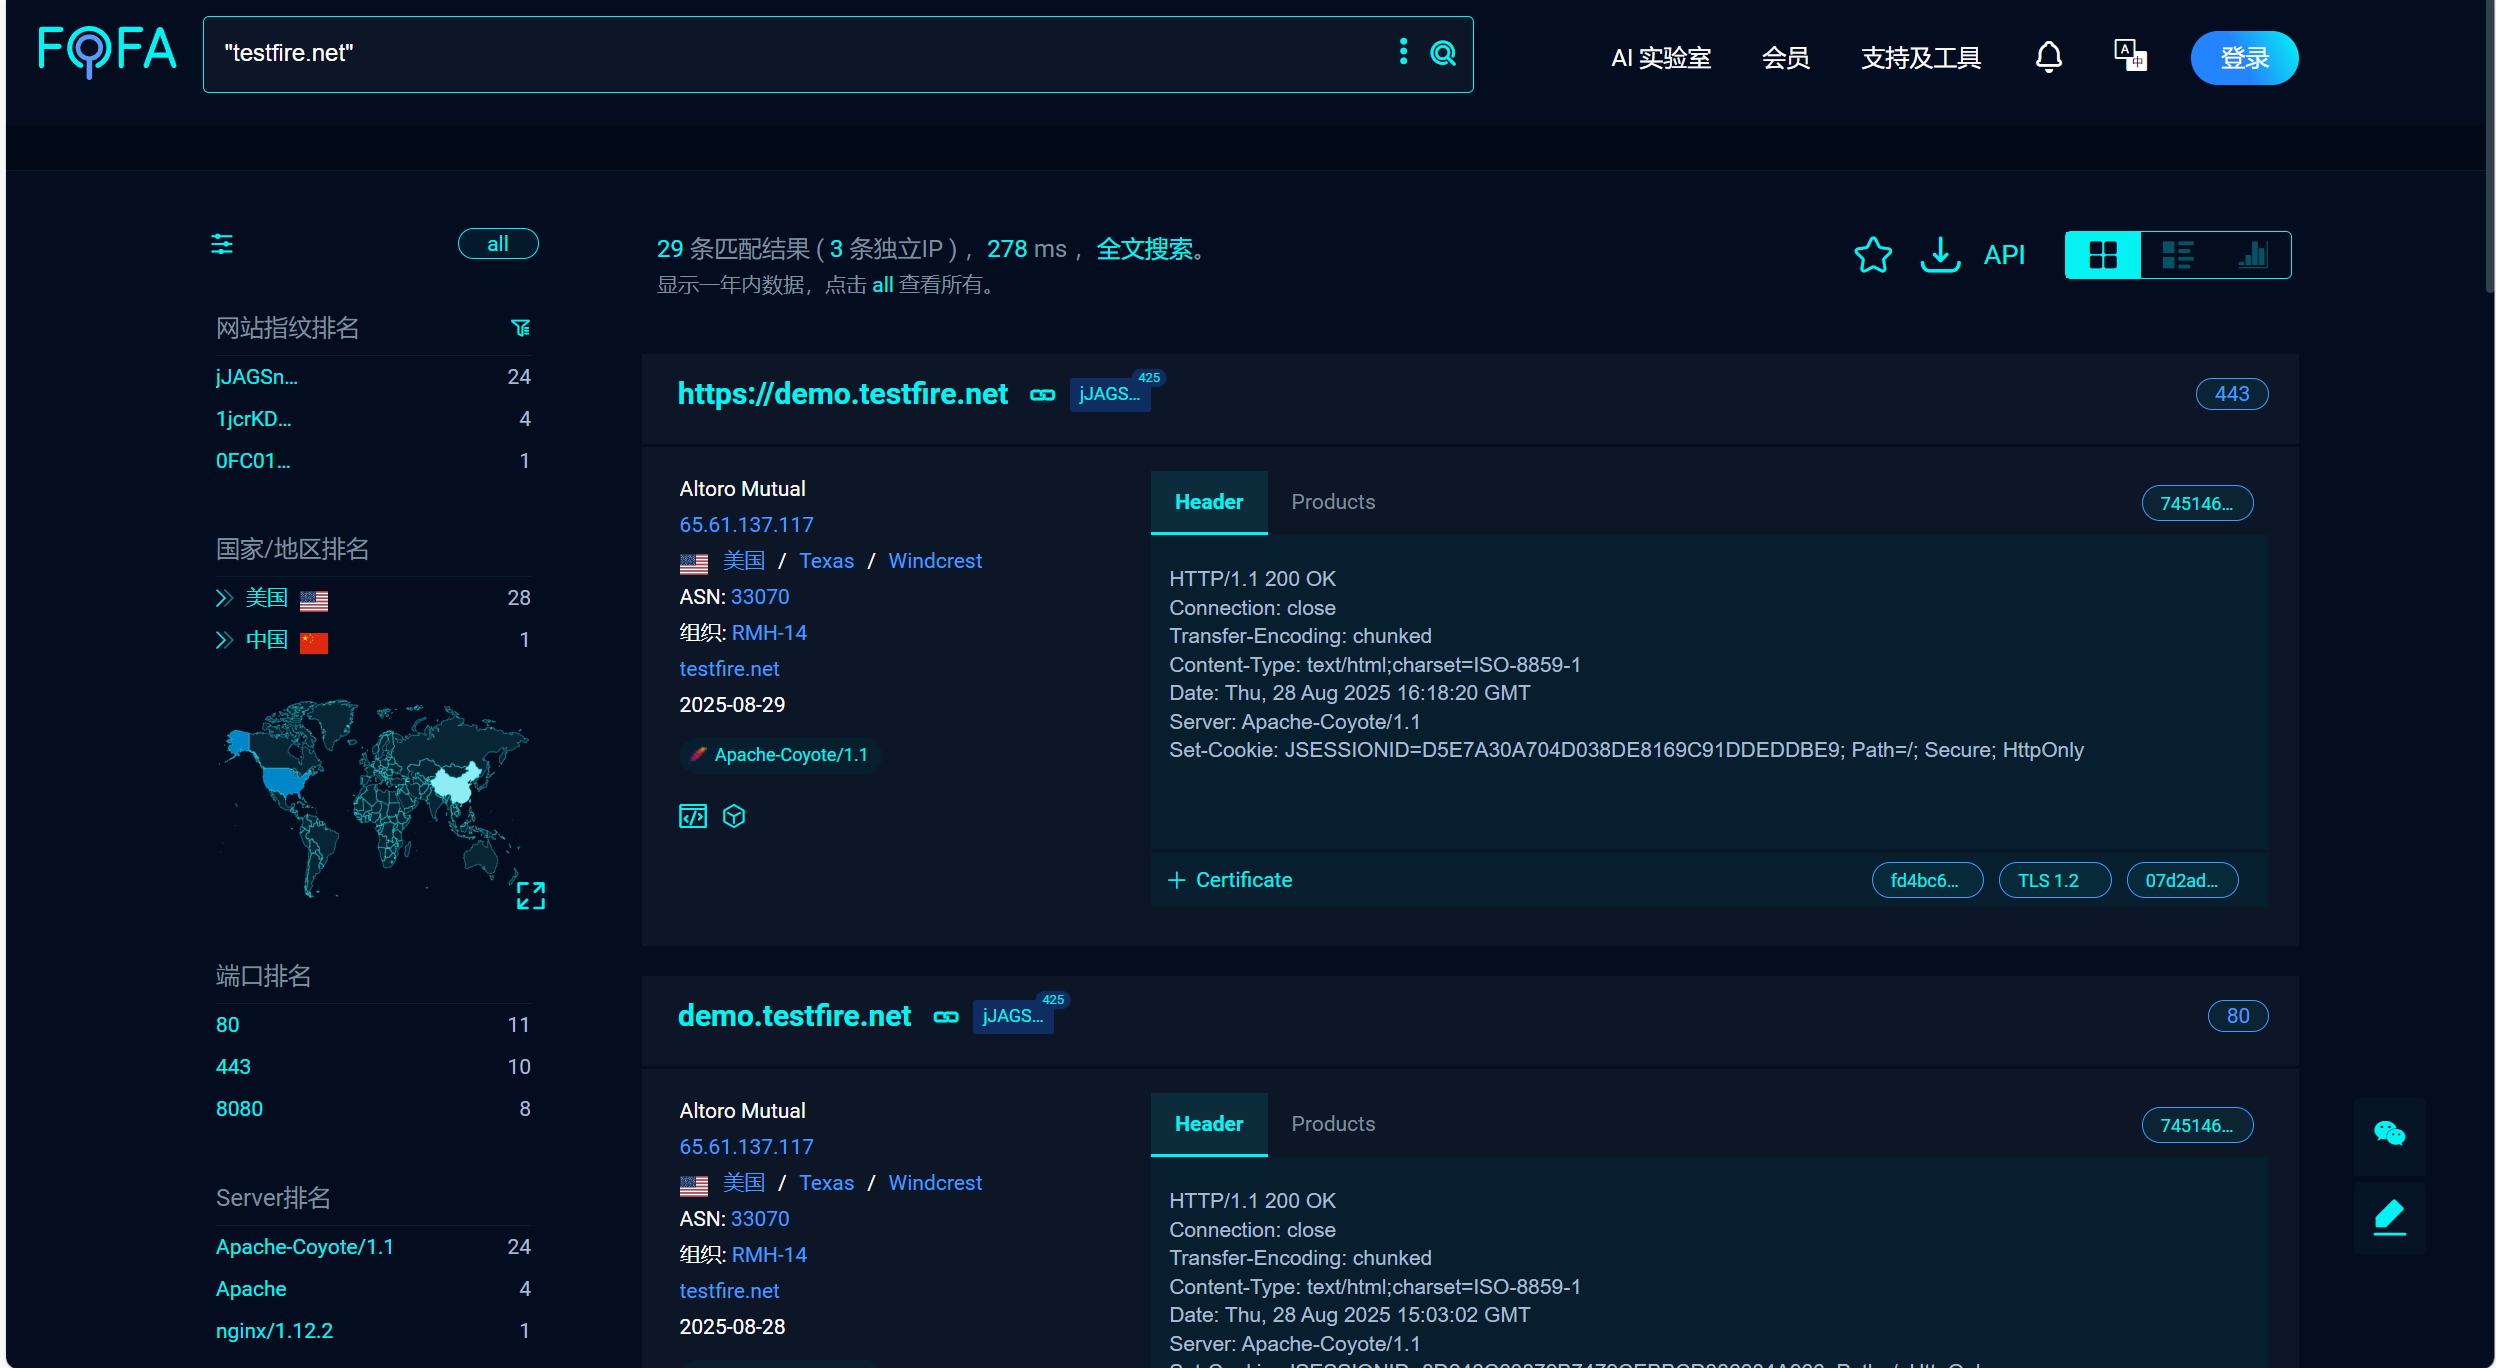 FOFA
"testfire.net"
AI 实验室
会员
支持及工具
登录
all
29 条匹配结果 ( 3 条独立IP ) ，278 ms ，全文搜索。
显示一年内数据，点击 all 查看所有。
API
网站指纹排名
jJAGSn... 24
1jcrKD... 4
0FC01... 1
国家/地区排名
美国 28
中国 1
端口排名
80 11
443 10
8080 8
Server排名
Apache-Coyote/1.1 24
Apache 4
nginx/1.12.2 1
https://demo.testfire.net jJAGS... 425 443
Altoro Mutual
65.61.137.117
美国 / Texas / Windcrest
ASN: 33070
组织: RMH-14
testfire.net
2025-08-29
Apache-Coyote/1.1
Header Products 745146...
HTTP/1.1 200 OK
Connection: close
Transfer-Encoding: chunked
Content-Type: text/html;charset=ISO-8859-1
Date: Thu, 28 Aug 2025 16:18:20 GMT
Server: Apache-Coyote/1.1
Set-Cookie: JSESSIONID=D5E7A30A704D038DE8169C91DDEDDBE9; Path=/; Secure; HttpOnly
+ Certificate fd4bc6... TLS 1.2 07d2ad...
demo.testfire.net jJAGS... 425 80
Altoro Mutual
65.61.137.117
美国 / Texas / Windcrest
ASN: 33070
组织: RMH-14
testfire.net
2025-08-28
Header Products 745146...
HTTP/1.1 200 OK
Connection: close
Transfer-Encoding: chunked
Content-Type: text/html;charset=ISO-8859-1
Date: Thu, 28 Aug 2025 15:03:02 GMT
Server: Apache-Coyote/1.1